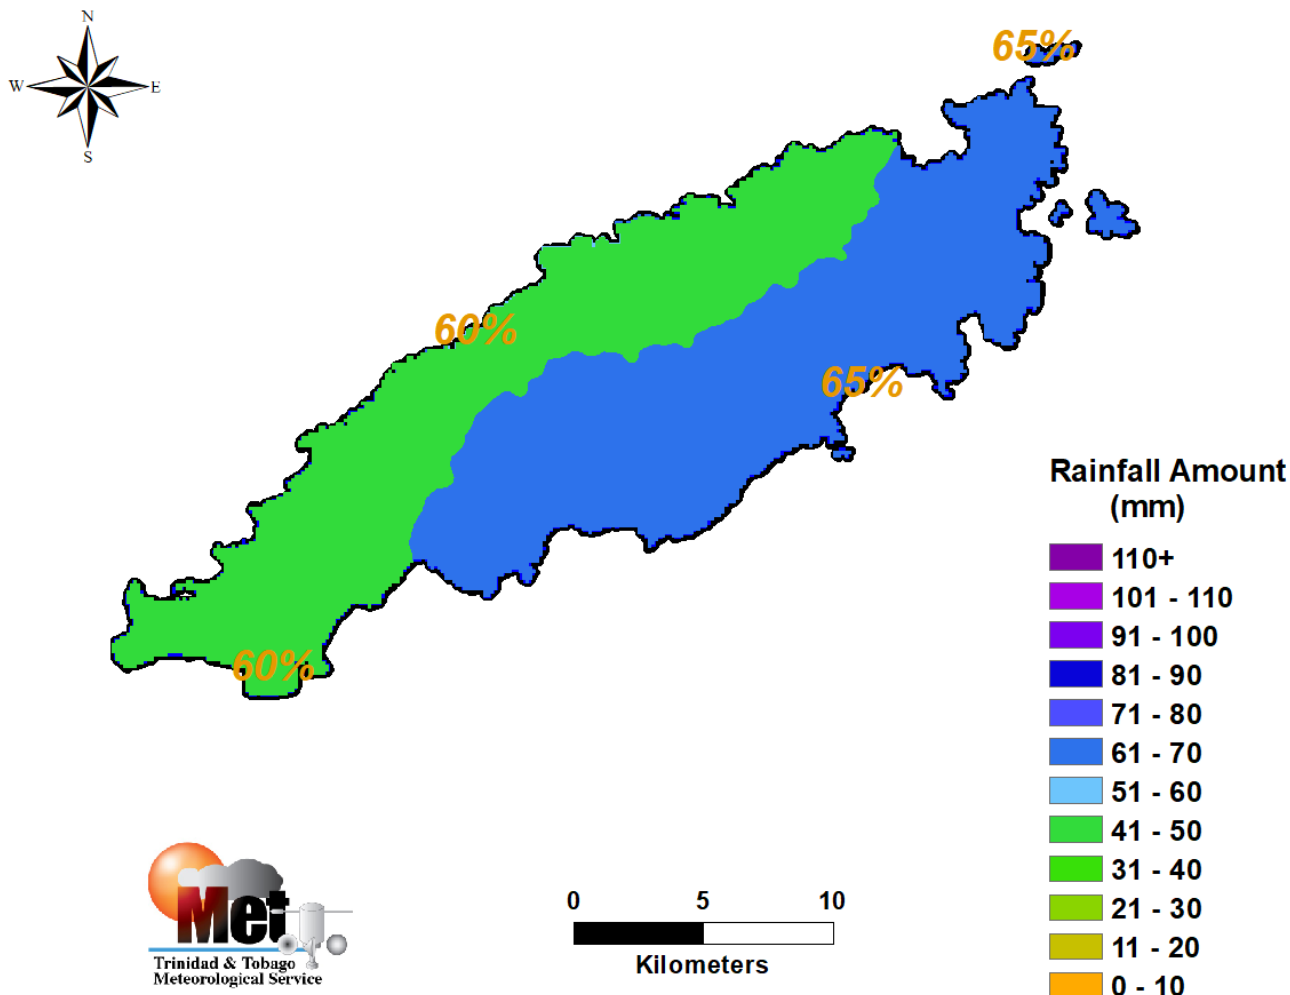 N
W
E
S
65%
60%
65%
60%
Rainfall Amount
(mm)
110+
101 - 110
91 - 100
81 - 90
71 - 80
61 - 70
51 - 60
41 - 50
31 - 40
21 - 30
11 - 20
0 - 10
0 5 10
Kilometers
Met
Trinidad & Tobago
Meteorological Service